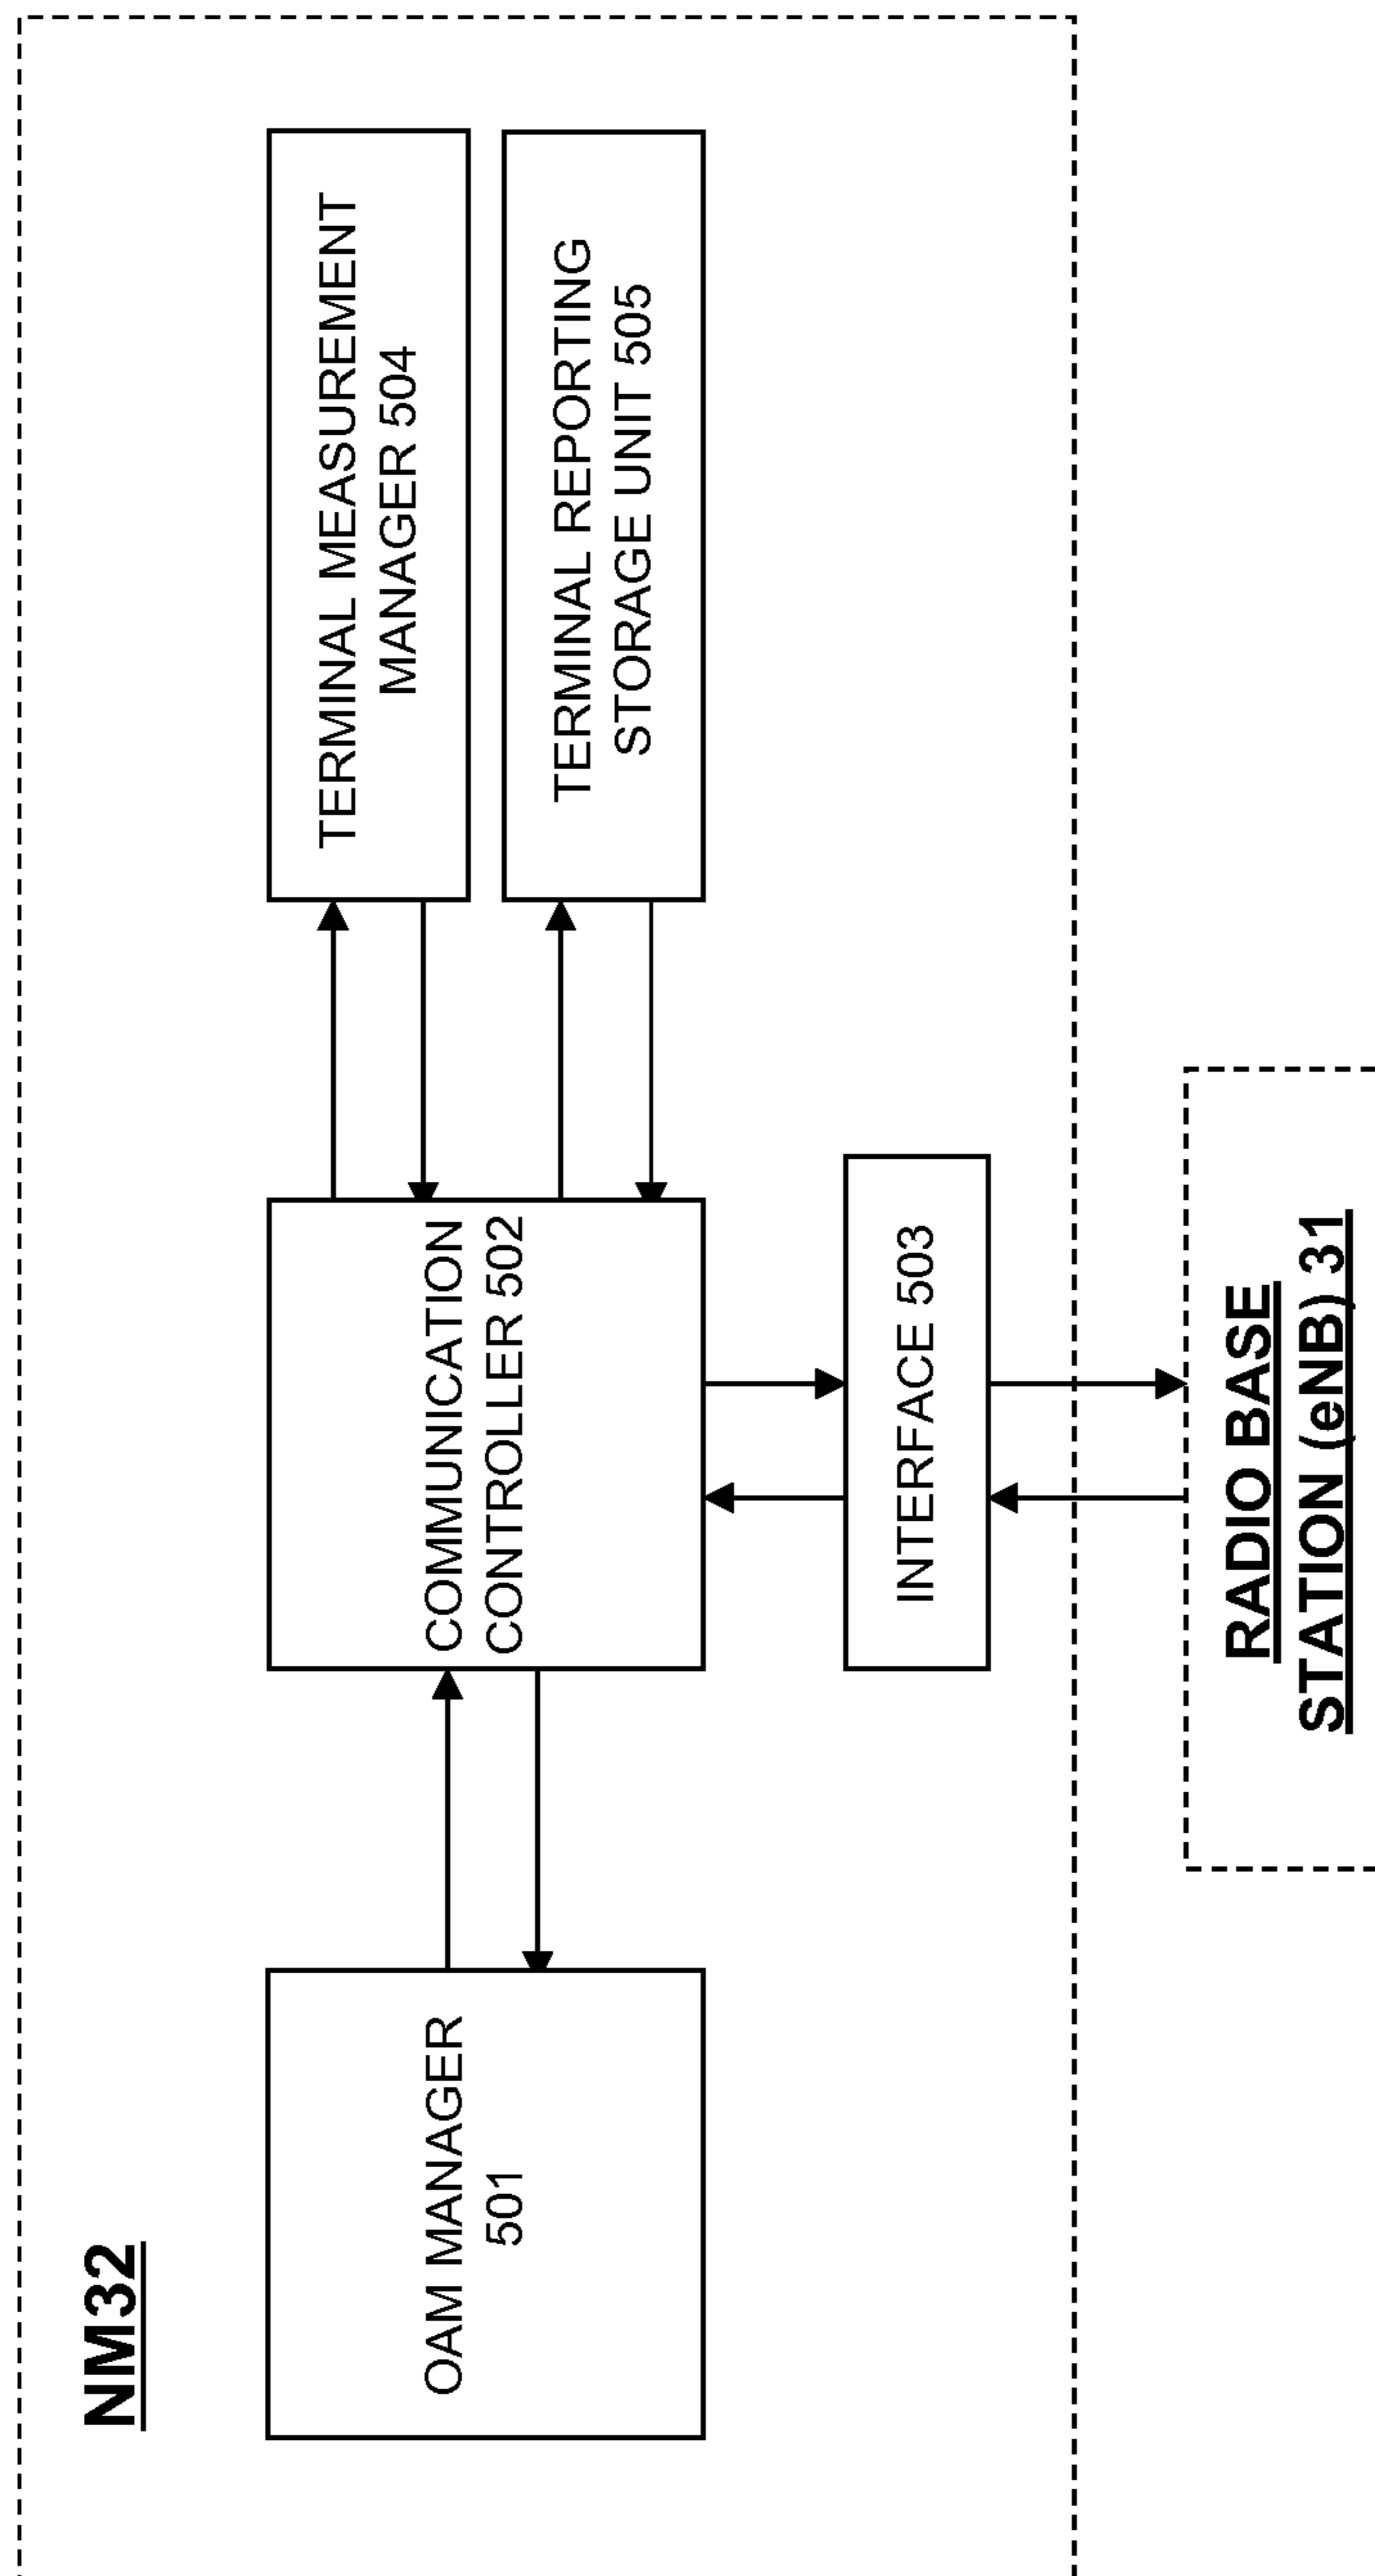 NM32
OAM MANAGER
501
COMMUNICATION
CONTROLLER 502
TERMINAL MEASUREMENT
MANAGER 504
TERMINAL REPORTING
STORAGE UNIT 505
INTERFACE 503
RADIO BASE
STATION (eNB) 31